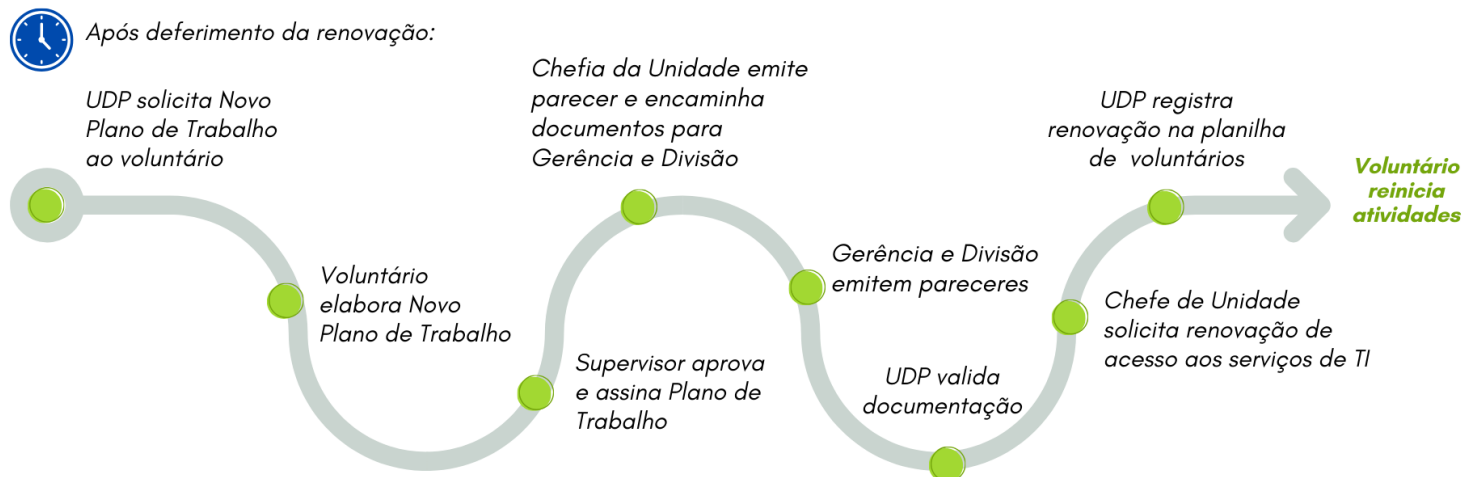 Após deferimento da renovação:
UDP solicita Novo
Plano de Trabalho
ao voluntário
Voluntário
elabora Novo
Plano de Trabalho
Supervisor aprova
e assina Plano de
Trabalho
Chefia da Unidade emite
parecer e encaminha
documentos para
Gerência e Divisão
Gerência e Divisão
emitem pareceres
UDP valida
documentação
Chefe de Unidade
solicita renovação de
acesso aos serviços de TI
UDP registra
renovação na planilha
de voluntários
Voluntário
reinicia
atividades